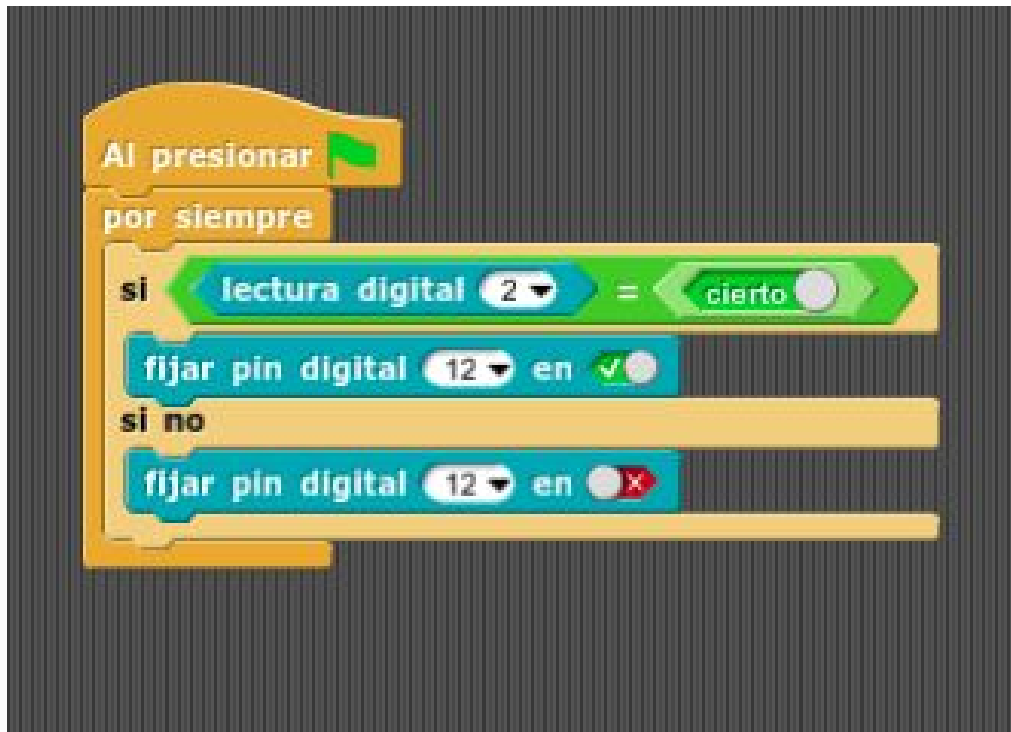 Al presionar
por siempre
si lectura digital 2 = cierto
fijar pin digital 12 en
si no
fijar pin digital 12 en